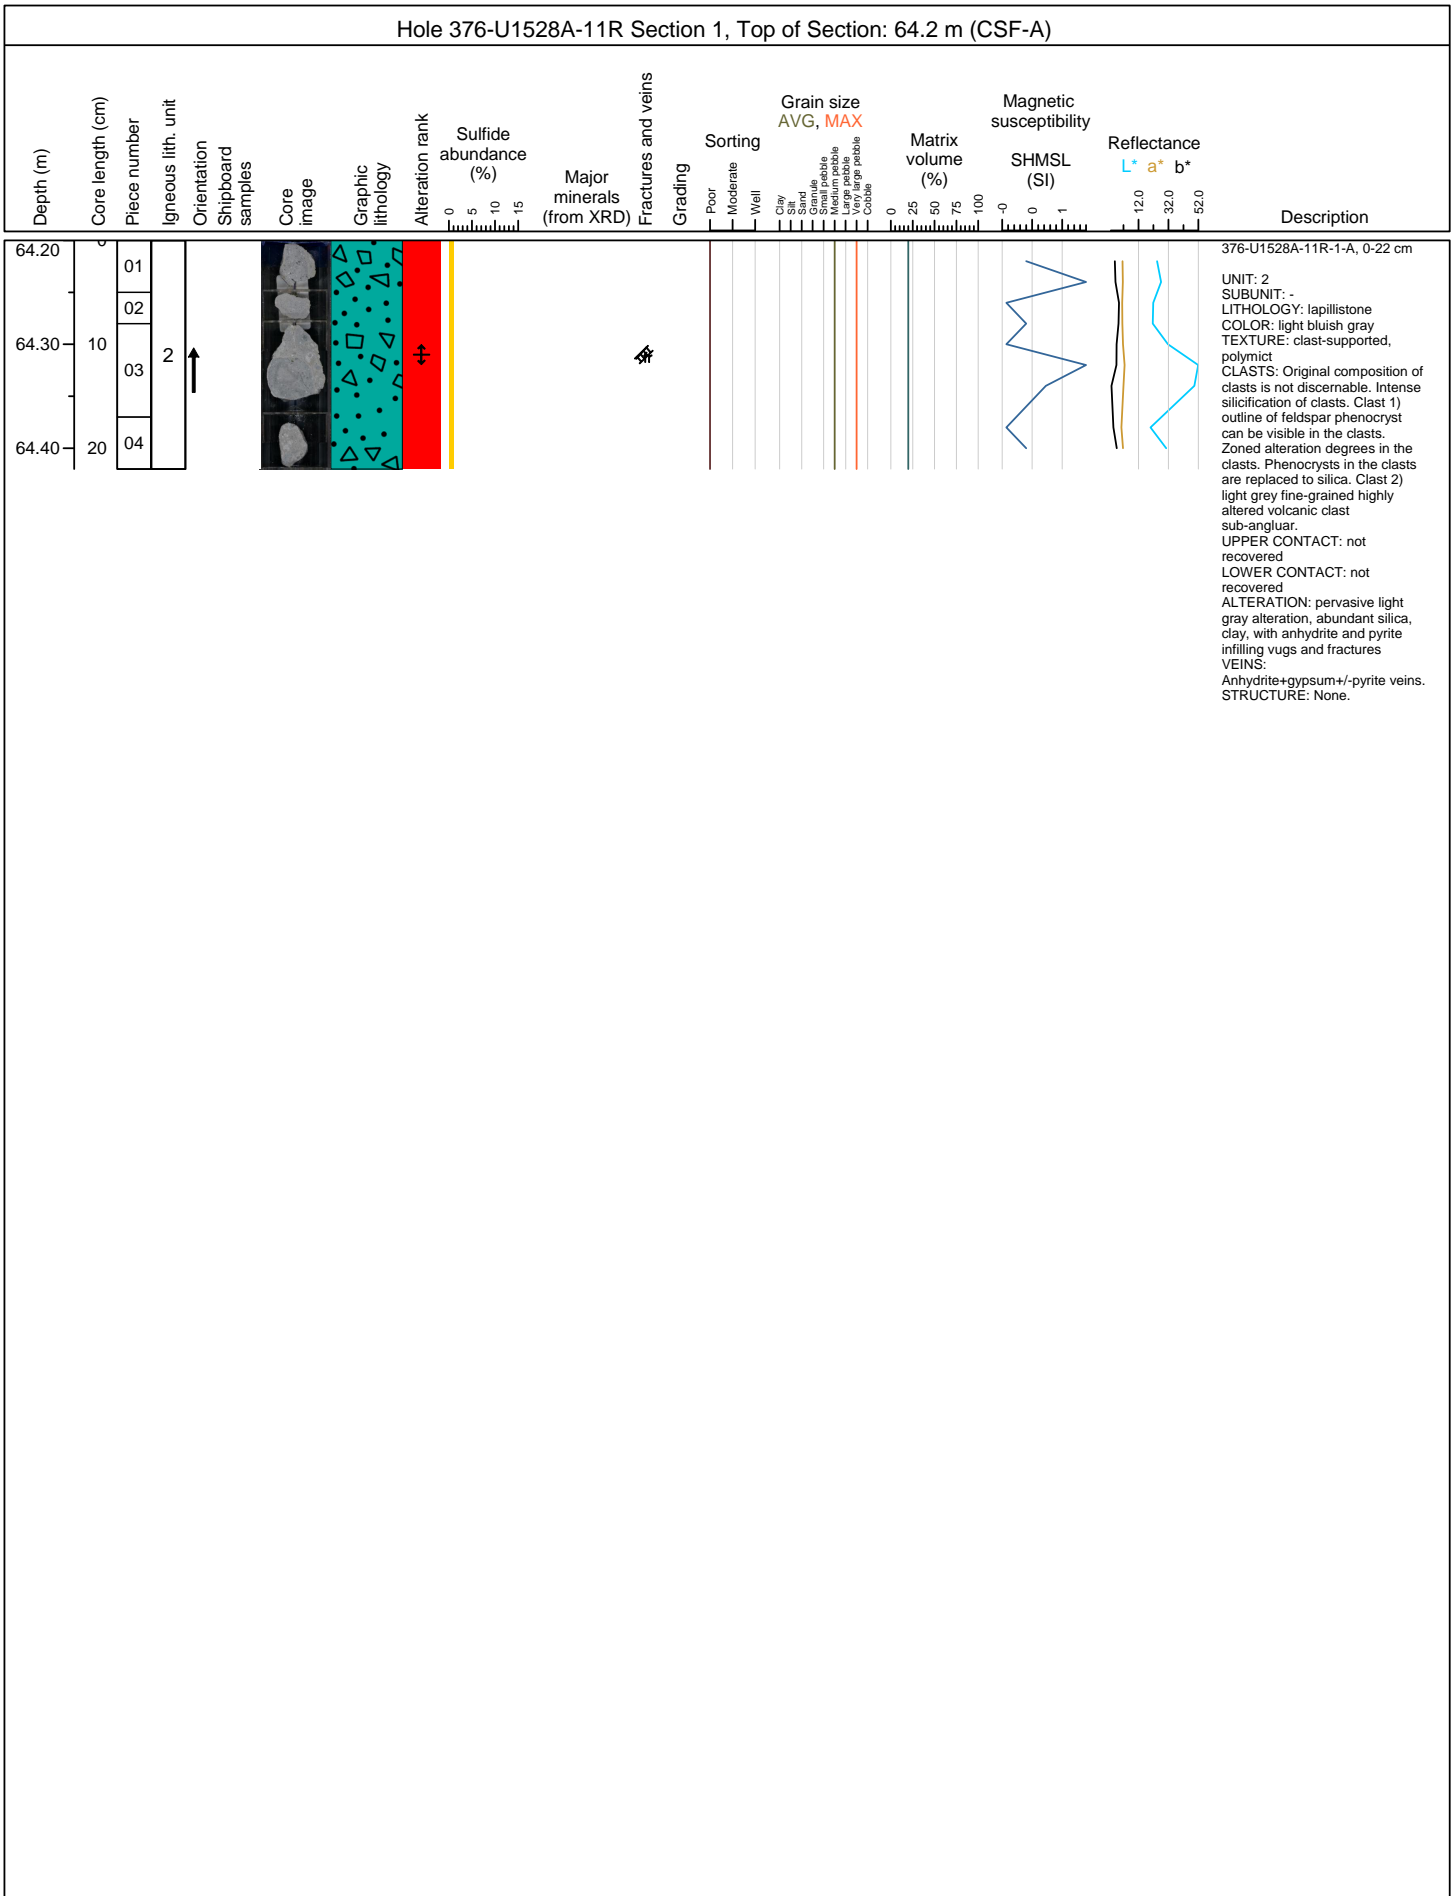 Hole 376-U1528A-11R Section 1, Top of Section: 64.2 m (CSF-A)
Depth (m)
Core length (cm)
Piece number
Igneous lith. unit
Orientation
Shipboard
samples
Core
image
Graphic
lithology
Alteration rank
Sulfide
abundance
(%)
0 5 10 15
Major
minerals
(from XRD)
Fractures and veins
Grading
Sorting
Poor
Moderate
Well
Grain size
AVG, MAX
Clay
Silt
Sand
Granule
Small pebble
Medium pebble
Large pebble
Very large pebble
Cobble
Matrix
volume
(%)
0 25 50 75 100
Magnetic
susceptibility
SHMSL
(SI)
-0 0 1
Reflectance
L* a* b*
12.0 32.0 52.0
Description
64.20
64.30
64.40
0
10
20
01
02
03
04
2
376-U1528A-11R-1-A, 0-22 cm
UNIT: 2
SUBUNIT: -
LITHOLOGY: lapillistone
COLOR: light bluish gray
TEXTURE: clast-supported,
polymict
CLASTS: Original composition of
clasts is not discernable. Intense
silicification of clasts. Clast 1)
outline of feldspar phenocryst
can be visible in the clasts.
Zoned alteration degrees in the
clasts. Phenocrysts in the clasts
are replaced to silica. Clast 2)
light grey fine-grained highly
altered volcanic clast
sub-angluar.
UPPER CONTACT: not
recovered
LOWER CONTACT: not
recovered
ALTERATION: pervasive light
gray alteration, abundant silica,
clay, with anhydrite and pyrite
infilling vugs and fractures
VEINS:
Anhydrite+gypsum+/-pyrite veins.
STRUCTURE: None.